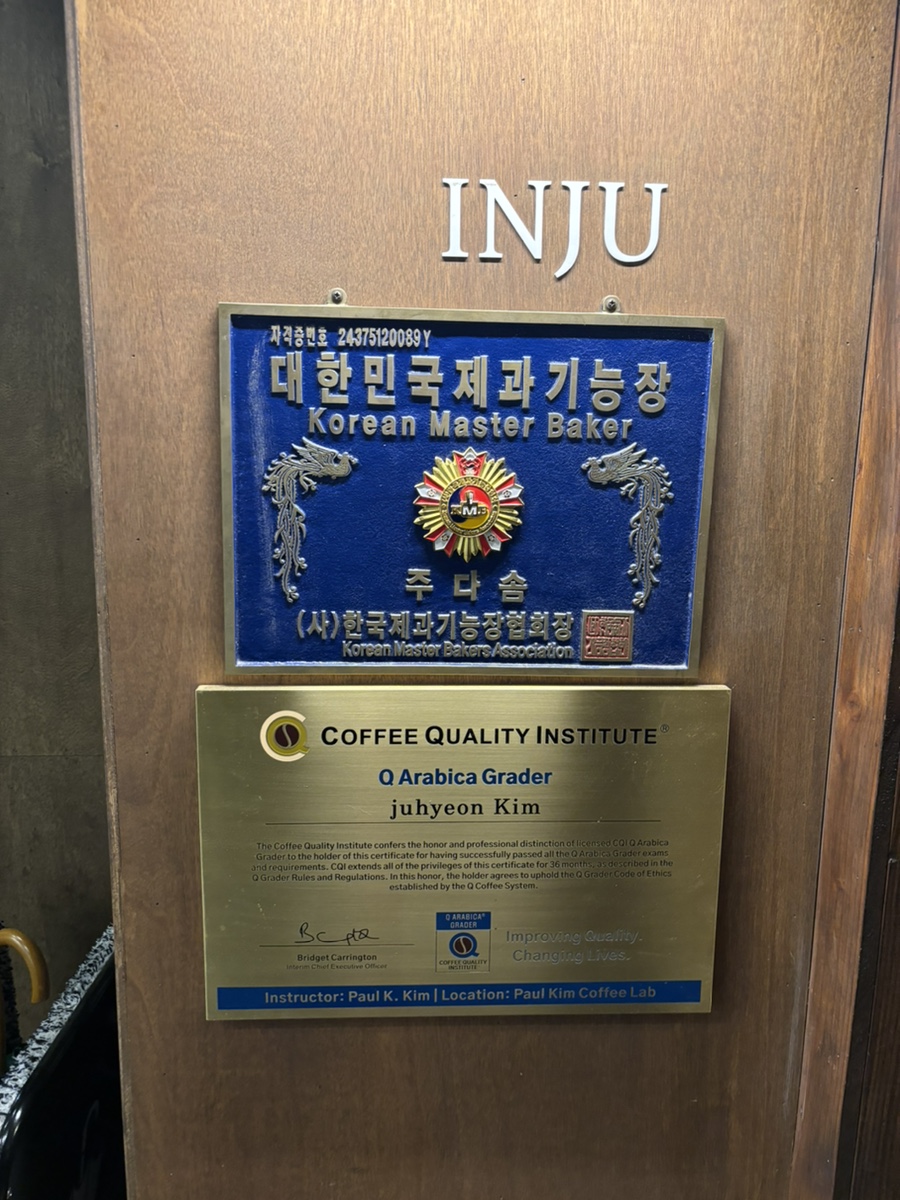 INJU
자격증번호 24375120089Y
대한민국제과기능장
Korean Master Baker
주다솜
(사)한국제과기능장협회장
Korean Master Bakers Association
COFFEE QUALITY INSTITUTE®
Q Arabica Grader
juhyeon Kim
The Coffee Quality Institute confers the honor and professional distinction of licensed CQI Q Arabica
Grader to the holder of this certificate for having successfully passed all the Q Arabica Grader exams
and requirements. CQI extends all of the privileges of this certificate for 36 months, as described in the
Q Grader Rules and Regulations. In this honor, the holder agrees to uphold the Q Grader Code of Ethics
established by the Q Coffee System.
Bridget Carrington
Interim Chief Executive Officer
Q ARABICA®
GRADER
COFFEE QUALITY
INSTITUTE
Improving Quality.
Changing Lives.
Instructor: Paul K. Kim | Location: Paul Kim Coffee Lab